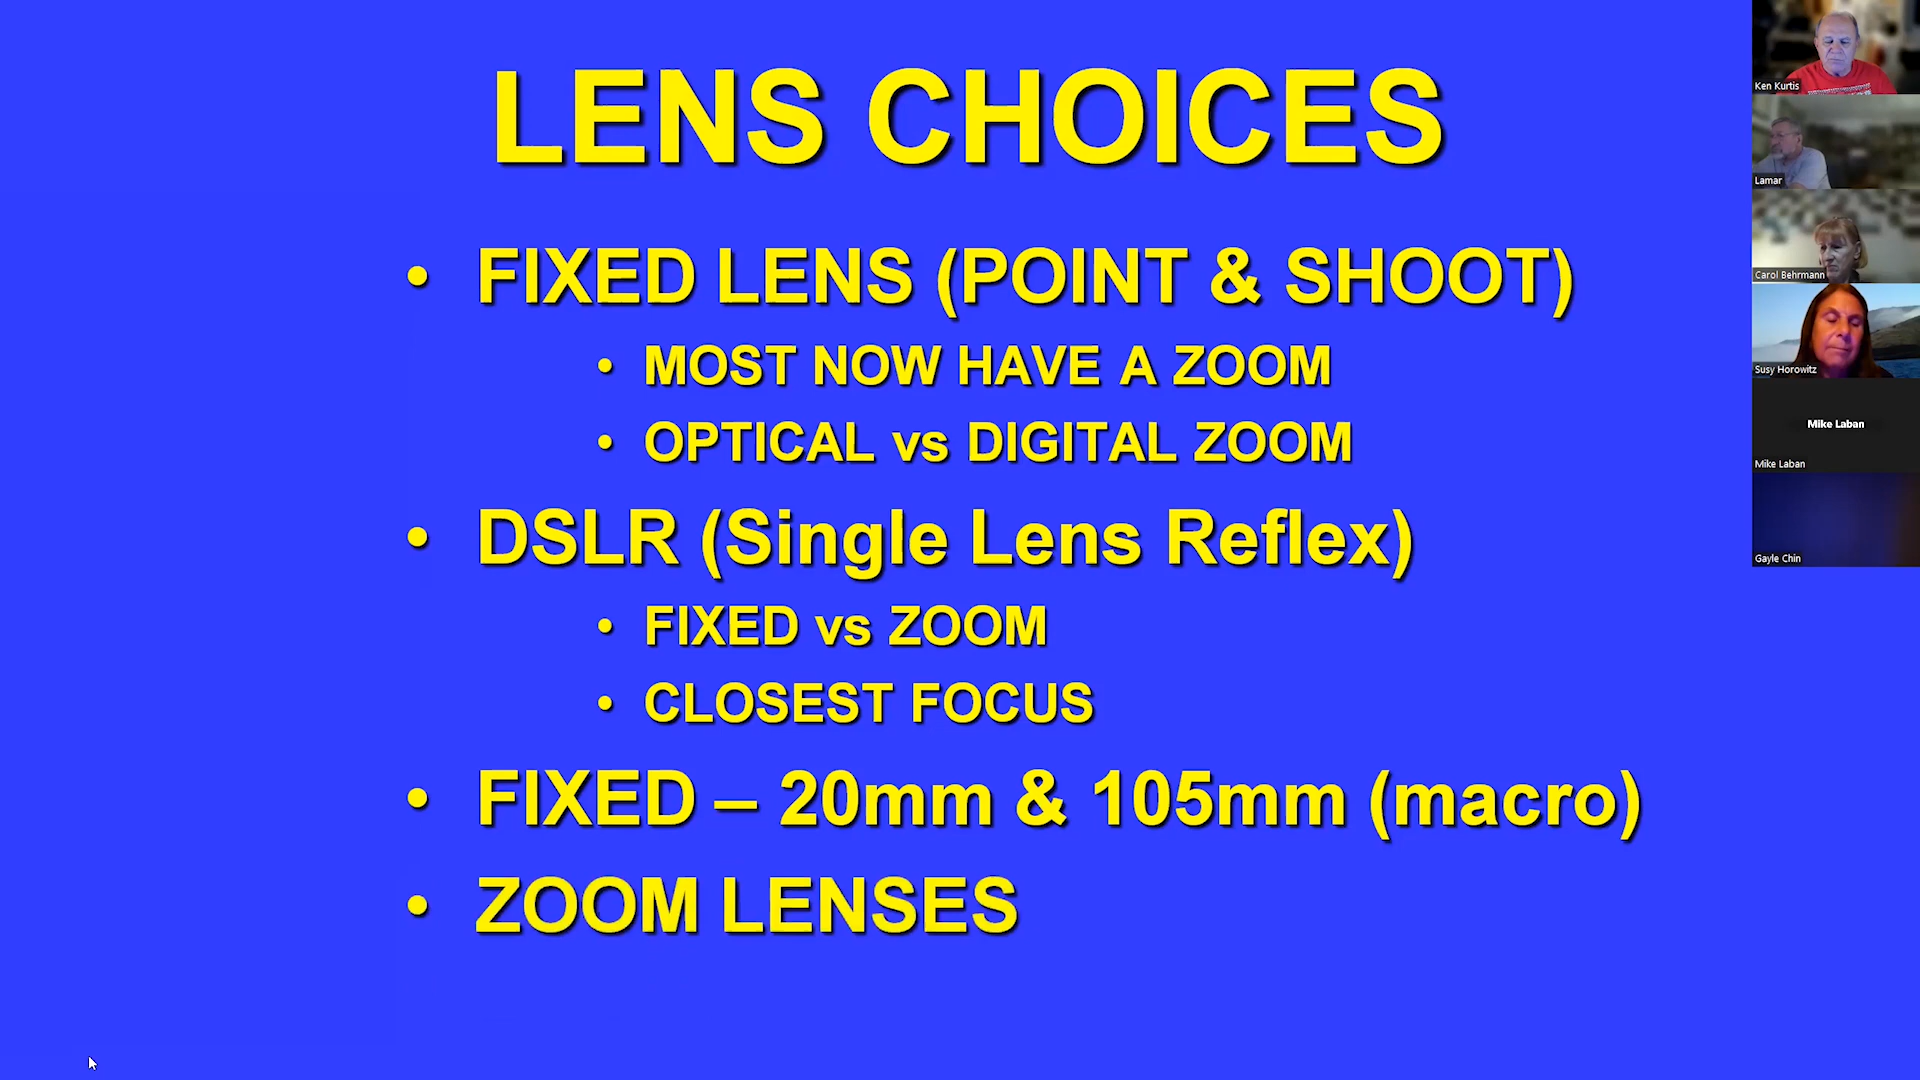 LENS CHOICES
• FIXED LENS (POINT & SHOOT)
• MOST NOW HAVE A ZOOM
• OPTICAL vs DIGITAL ZOOM
• DSLR (Single Lens Reflex)
• FIXED vs ZOOM
• CLOSEST FOCUS
• FIXED – 20mm & 105mm (macro)
• ZOOM LENSES
Ken Kurtis
Lamar
Carol Behrmann
Susy Horowitz
Mike Laban
Mike Laban
Gayle Chin